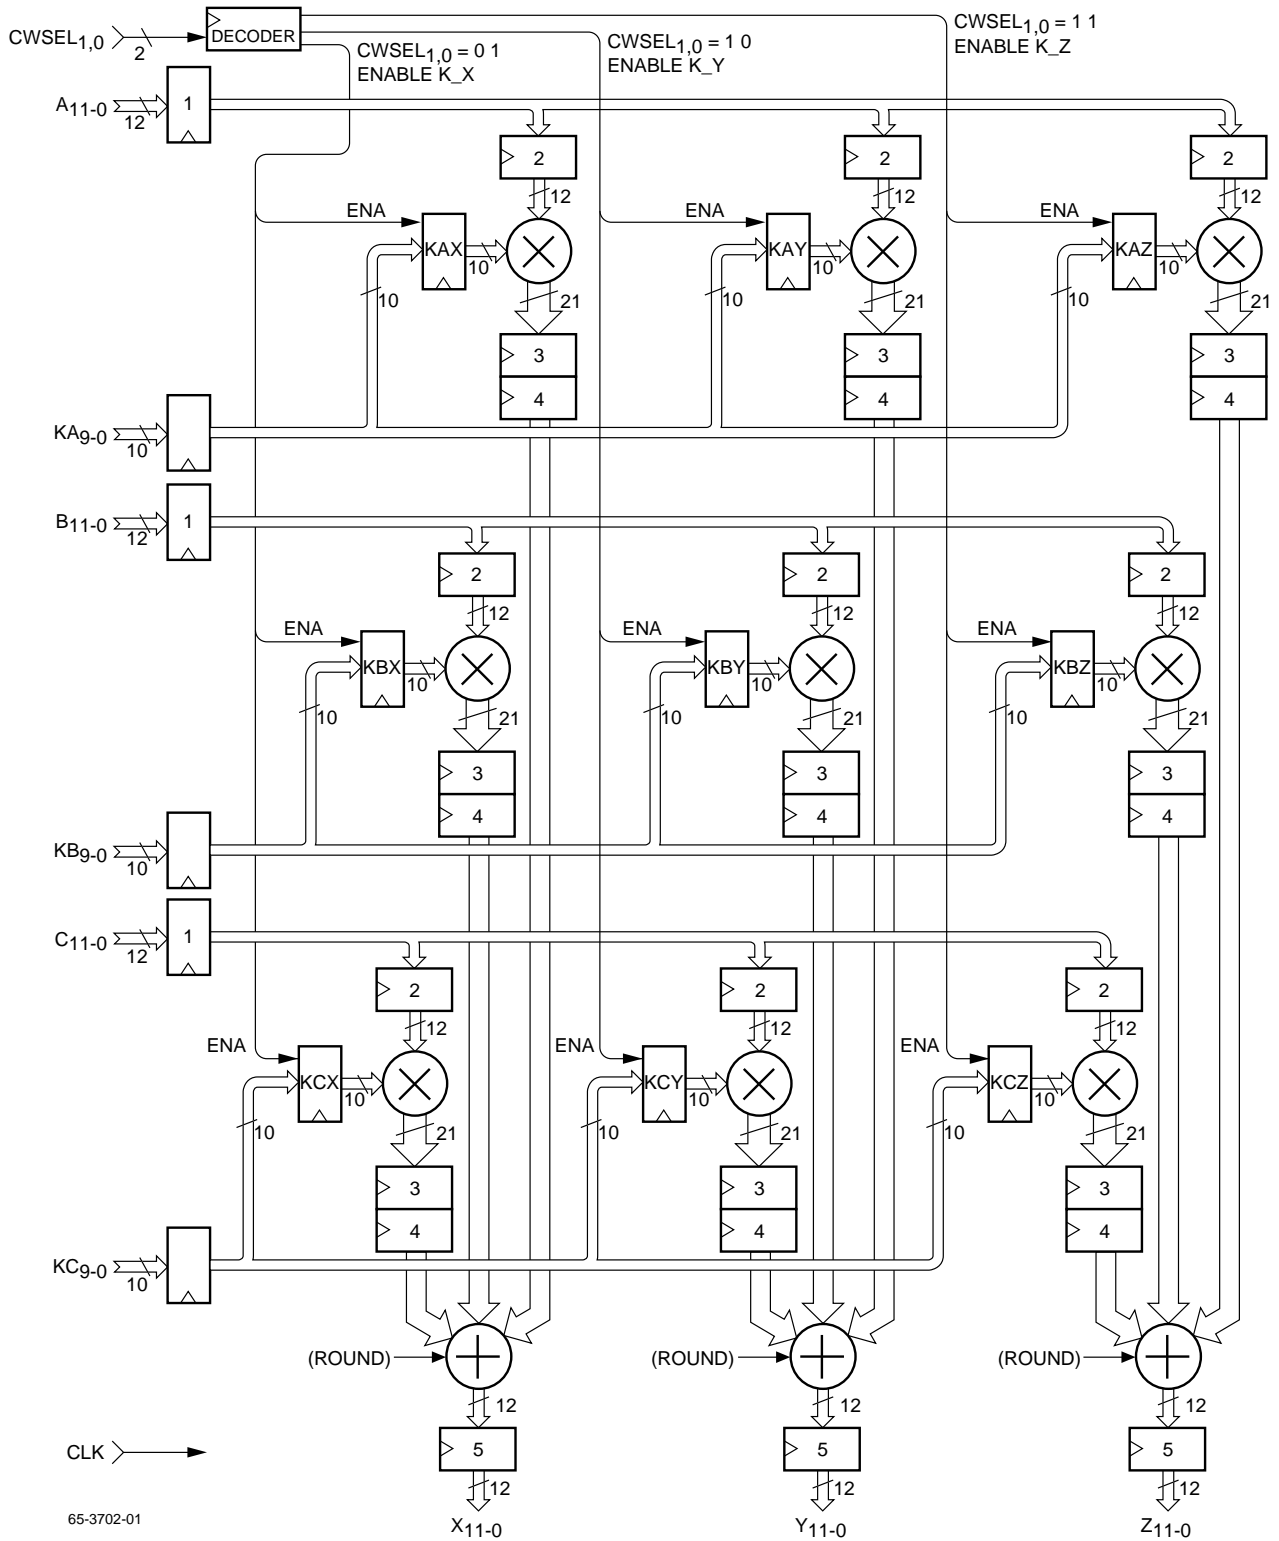 CWSEL1,0
2
DECODER
CWSEL1,0 = 0 1
ENABLE K_X
CWSEL1,0 = 1 0
ENABLE K_Y
CWSEL1,0 = 1 1
ENABLE K_Z
A11-0
12
1
2
2
2
12
12
12
ENA
ENA
ENA
KAX
10
KAY
10
KAZ
10
10
21
10
21
10
21
3
3
3
4
4
4
KA9-0
10
B11-0
12
1
2
2
2
12
12
12
ENA
ENA
ENA
KBX
10
KBY
10
KBZ
10
10
21
10
21
10
21
3
3
3
4
4
4
KB9-0
10
C11-0
12
1
2
2
2
12
12
12
ENA
ENA
ENA
KCX
10
KCY
10
KCZ
10
10
21
10
21
10
21
3
3
3
4
4
4
KC9-0
10
(ROUND)
(ROUND)
(ROUND)
12
12
12
CLK
5
5
5
12
12
12
65-3702-01
X11-0
Y11-0
Z11-0